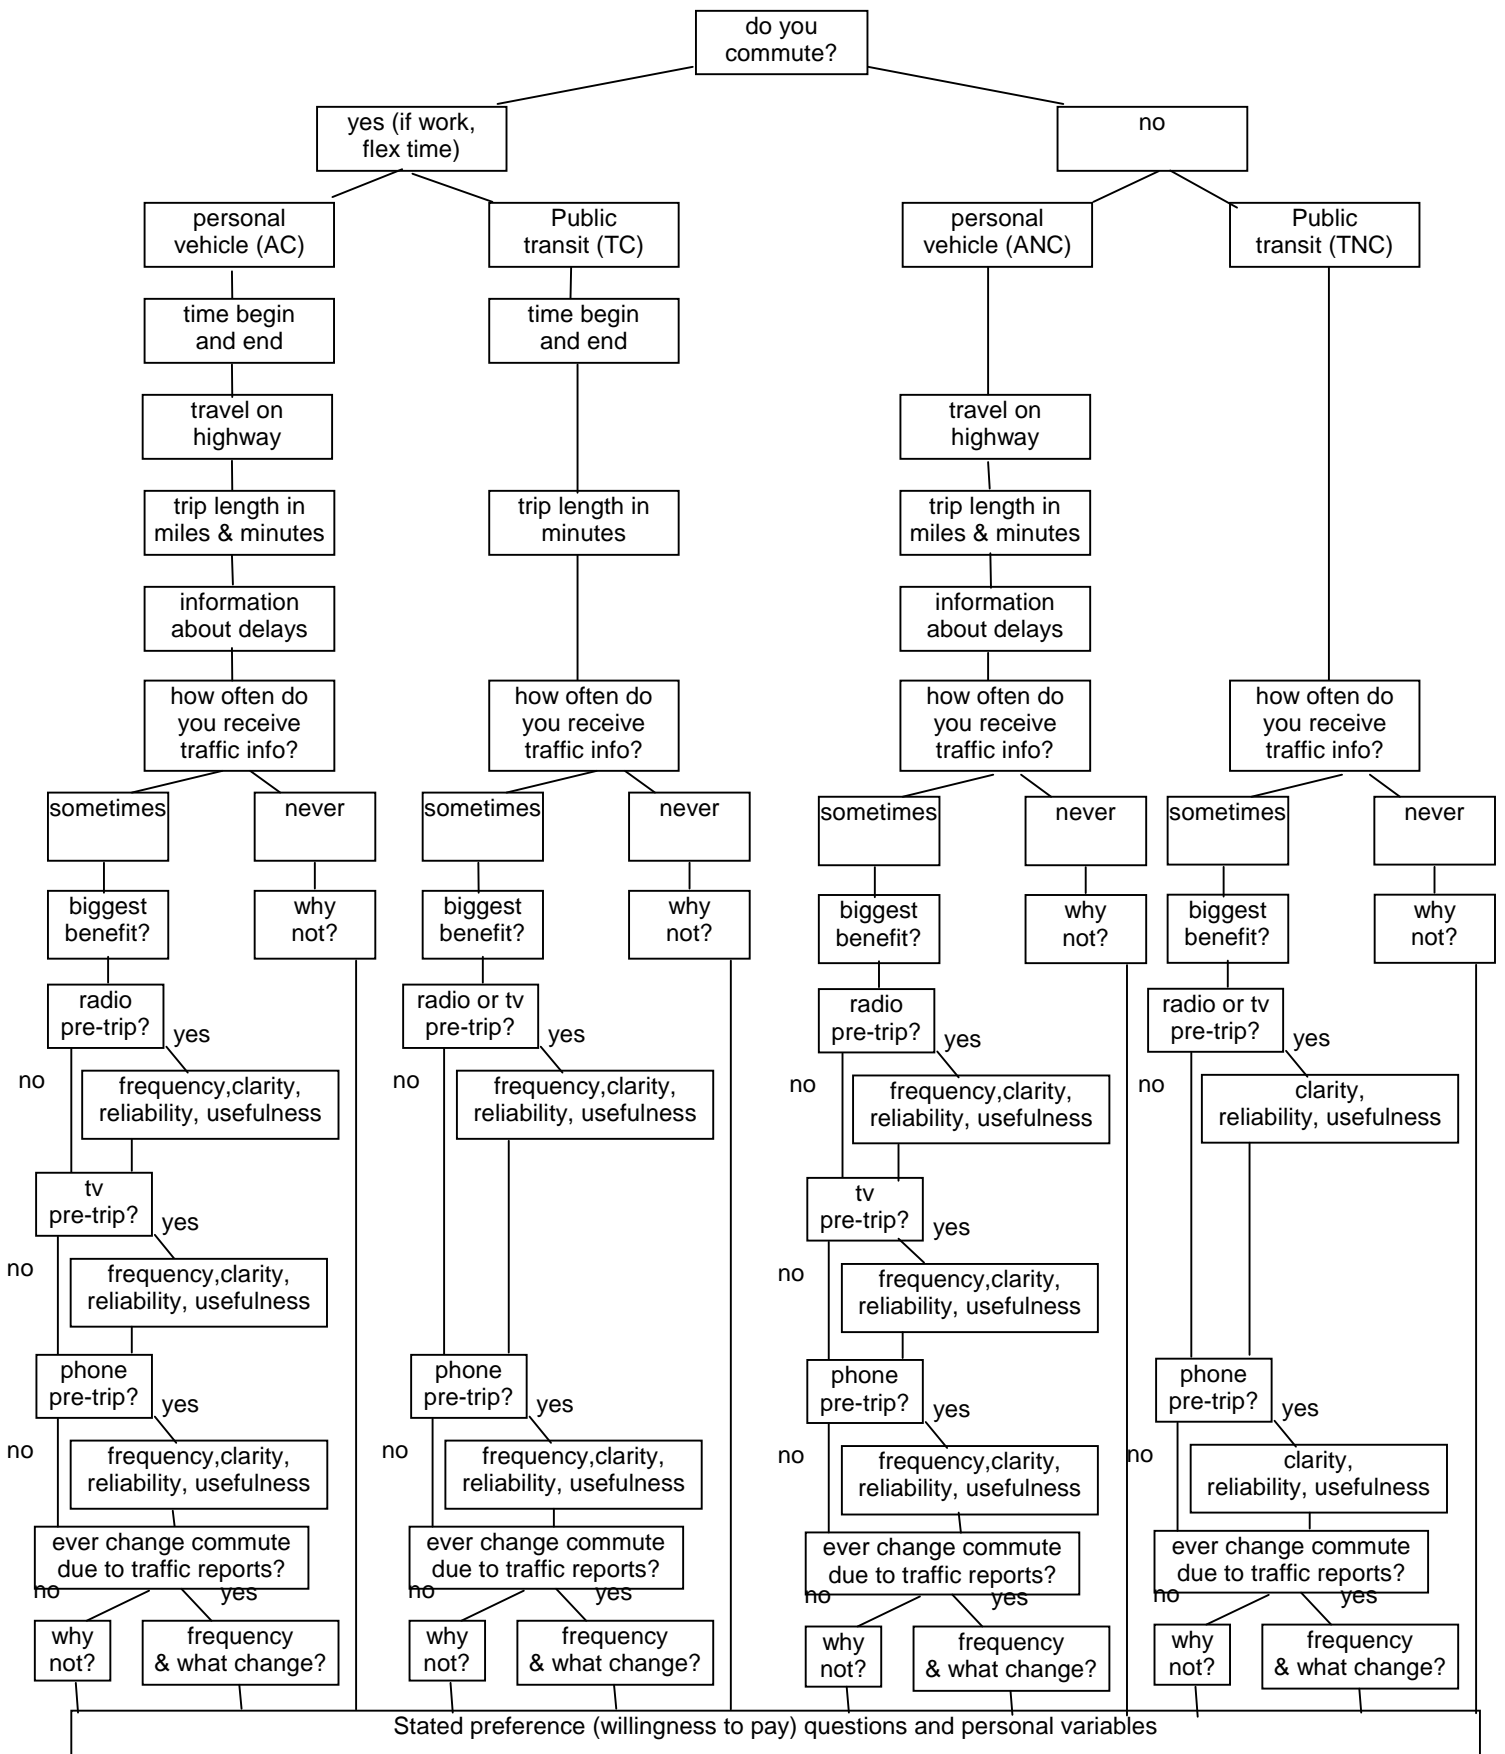 do you
commute?
yes (if work,
flex time)
no
personal
vehicle (AC)
Public
transit (TC)
personal
vehicle (ANC)
Public
transit (TNC)
time begin
and end
time begin
and end
travel on
highway
travel on
highway
trip length in
miles & minutes
trip length in
minutes
trip length in
miles & minutes
information
about delays
information
about delays
how often do
you receive
traffic info?
how often do
you receive
traffic info?
how often do
you receive
traffic info?
how often do
you receive
traffic info?
sometimes
never
sometimes
never
sometimes
never
sometimes
never
biggest
benefit?
why
not?
biggest
benefit?
why
not?
biggest
benefit?
why
not?
biggest
benefit?
why
not?
radio
pre-trip?
yes
radio or tv
pre-trip?
yes
radio
pre-trip?
yes
radio or tv
pre-trip?
yes
no
frequency,clarity,
reliability, usefulness
no
frequency,clarity,
reliability, usefulness
no
frequency,clarity,
reliability, usefulness
no
clarity,
reliability, usefulness
tv
pre-trip?
yes
tv
pre-trip?
yes
no
frequency,clarity,
reliability, usefulness
no
frequency,clarity,
reliability, usefulness
phone
pre-trip?
yes
phone
pre-trip?
yes
phone
pre-trip?
yes
phone
pre-trip?
yes
no
frequency,clarity,
reliability, usefulness
no
frequency,clarity,
reliability, usefulness
no
frequency,clarity,
reliability, usefulness
no
clarity,
reliability, usefulness
ever change commute
due to traffic reports?
ever change commute
due to traffic reports?
ever change commute
due to traffic reports?
ever change commute
due to traffic reports?
no
yes
no
yes
no
yes
no
yes
why
not?
frequency
& what change?
why
not?
frequency
& what change?
why
not?
frequency
& what change?
why
not?
frequency
& what change?
Stated preference (willingness to pay) questions and personal variables